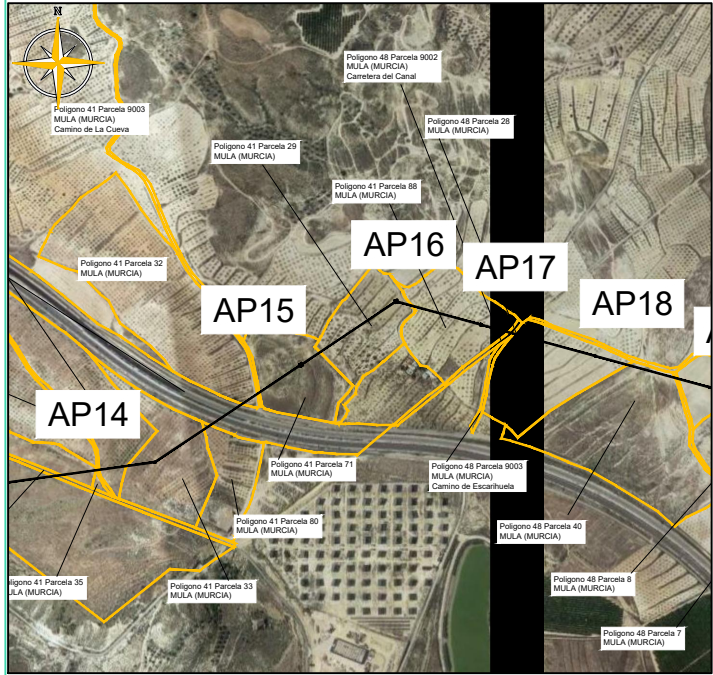 N
Poligono 48 Parcela 9002
MULA (MURCIA)
Carretera del Canal
Poligono 41 Parcela 9003
MULA (MURCIA)
Camino de La Cueva
Poligono 48 Parcela 28
MULA (MURCIA)
Poligono 41 Parcela 29
MULA (MURCIA)
Poligono 41 Parcela 88
MULA (MURCIA)
AP16
AP17
Poligono 41 Parcela 32
MULA (MURCIA)
AP15
AP18
AP14
Poligono 41 Parcela 71
MULA (MURCIA)
Poligono 48 Parcela 9003
MULA (MURCIA)
Camino de Escarihuela
Poligono 41 Parcela 80
MULA (MURCIA)
Poligono 48 Parcela 40
MULA (MURCIA)
oligono 41 Parcela 35
ULA (MURCIA)
Poligono 41 Parcela 33
MULA (MURCIA)
Poligono 48 Parcela 8
MULA (MURCIA)
Poligono 48 Parcela 7
MULA (MURCIA)